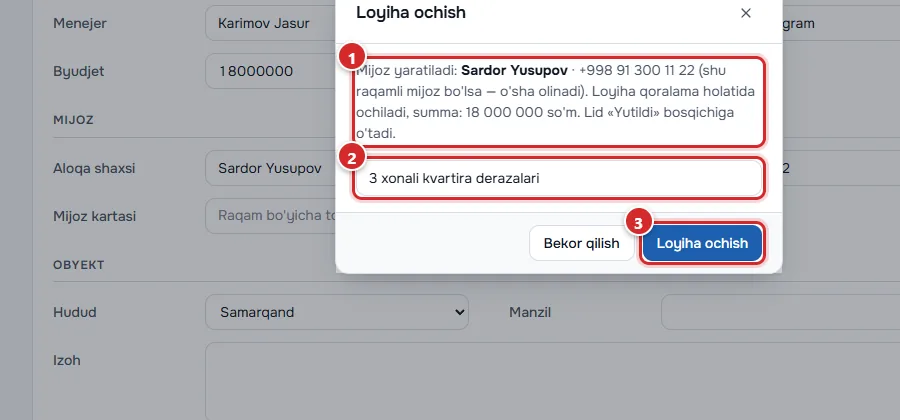 Loyiha ochish ×
Menejer Karimov Jasur gram
1
Mijoz yaratiladi: Sardor Yusupov · +998 91 300 11 22 (shu
Byudjet 18000000
raqamli mijoz bo'lsa — o'sha olinadi). Loyiha qoralama holatida
ochiladi, summa: 18 000 000 so'm. Lid «Yutildi» bosqichiga
MIJOZ
o'tadi.
2
Aloqa shaxsi Sardor Yusupov 2
3 xonali kvartira derazalari
Mijoz kartasi Raqam bo'yicha
3
Bekor qilish Loyiha ochish
OBYEKT
Hudud Samarqand Manzil
Izoh